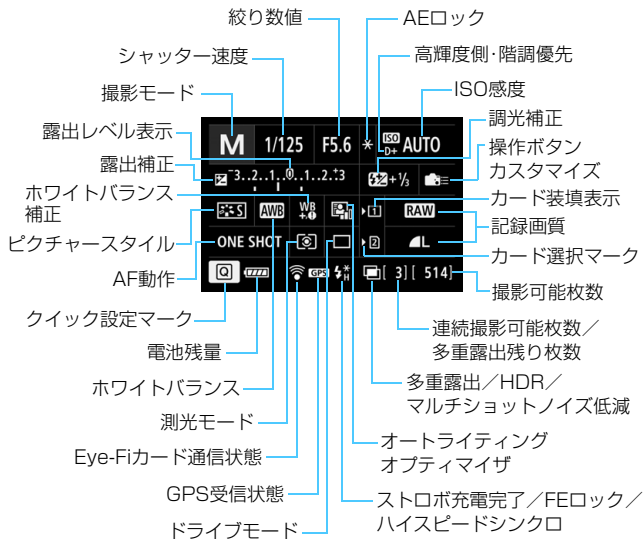 絞り数値
AEロック
シャッター速度
高輝度側・階調優先
撮影モード
ISO感度
露出レベル表示
調光補正
露出補正
操作ボタン
カスタマイズ
ホワイトバランス
補正
カード装填表示
ピクチャースタイル
記録画質
AF動作
カード選択マーク
撮影可能枚数
M 1/125 F5.6 * ISO D+ AUTO
-3..2..1..0..1..2.+3 +1/3
S AWB WB +/- 1 RAW
ONE SHOT 2 L
Q GPS H [ 3] [ 514]
クイック設定マーク
連続撮影可能枚数／
多重露出残り枚数
電池残量
ホワイトバランス
多重露出／HDR／
マルチショットノイズ低減
測光モード
オートライティング
オプティマイザ
Eye-Fiカード通信状態
GPS受信状態
ストロボ充電完了／FEロック／
ハイスピードシンクロ
ドライブモード